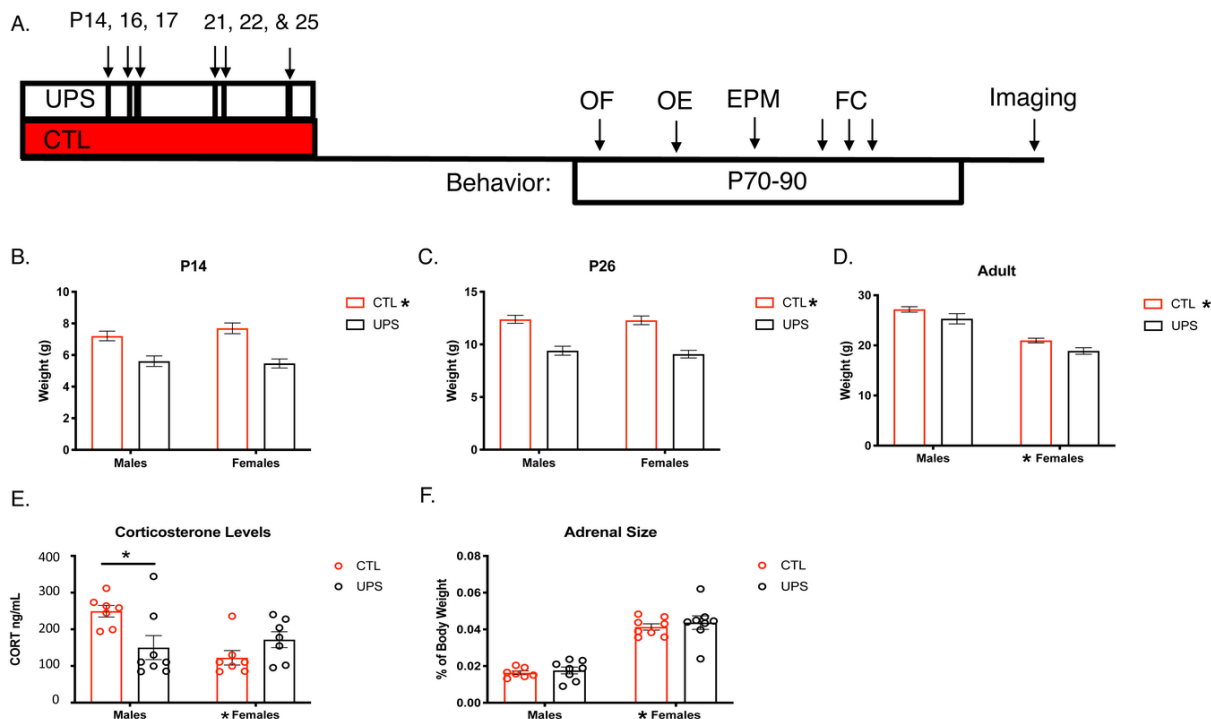 A.
P14, 16, 17
21, 22, & 25
UPS
CTL
OF
OE
EPM
FC
Imaging
Behavior:
P70-90
B.
P14
Weight (g)
10
8
6
4
2
0
Males
Females
CTL *
UPS
C.
P26
Weight (g)
15
10
5
0
Males
Females
CTL *
UPS
D.
Adult
Weight (g)
30
20
10
0
Males
* Females
CTL *
UPS
E.
Corticosterone Levels
CORT ng/mL
400
300
200
100
0
*
Males
* Females
CTL
UPS
F.
Adrenal Size
% of Body Weight
0.08
0.06
0.04
0.02
0.00
Males
* Females
CTL
UPS